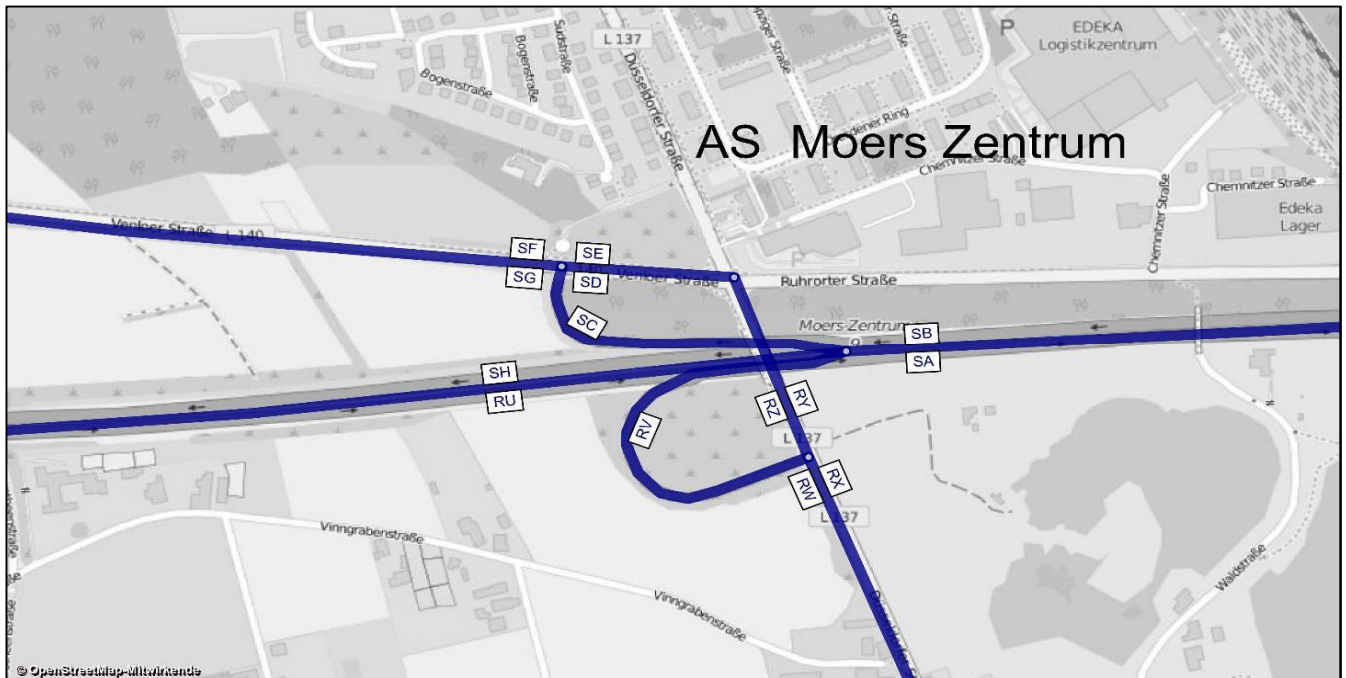 L 137
P
EDEKA
Logistikzentrum
Südstraße
Bogenstraße
Bogenstraße
Düsseldorfer Straße
AS Moers Zentrum
Chemnitzer Straße
Chemnitzer Straße
Chemnitzer Straße
Edeka
Lager
Venloer Straße L 140
SF
SE
SG
SD
Venloer Straße
P
Ruhrorter Straße
SC
Moers-Zentrum
9
SB
SA
SH
RU
RV
RZ
RY
L 137
RW
RX
L 137
Vinngrabenstraße
Vinngrabenstraße
Waldstraße
© OpenStreetMap-Mitwirkende